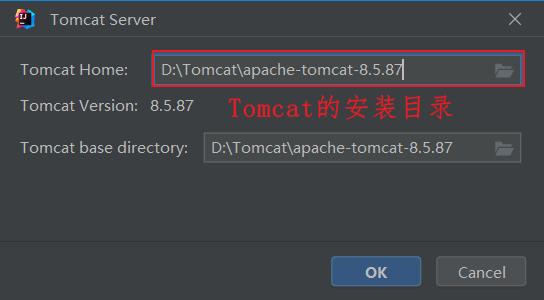 Tomcat Server
Tomcat Home: D:\Tomcat\apache-tomcat-8.5.87
Tomcat Version: 8.5.87
Tomcat的安装目录
Tomcat base directory: D:\Tomcat\apache-tomcat-8.5.87
OK
Cancel